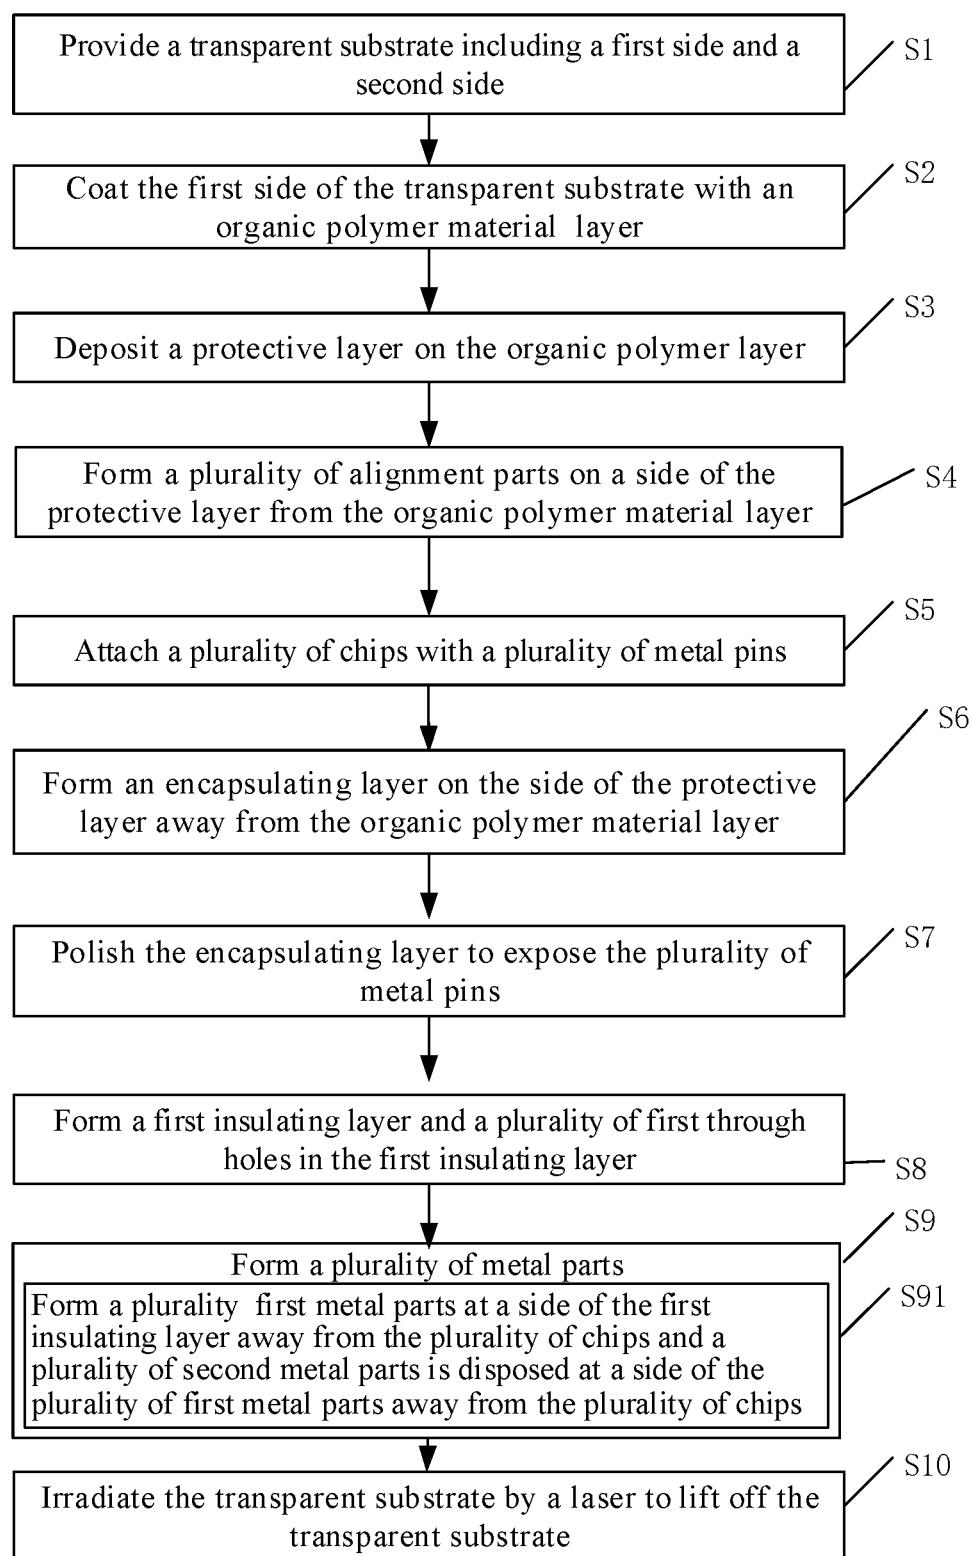 Provide a transparent substrate including a first side and a
second side
S1
Coat the first side of the transparent substrate with an
organic polymer material layer
S2
Deposit a protective layer on the organic polymer layer
S3
Form a plurality of alignment parts on a side of the
protective layer from the organic polymer material layer
S4
Attach a plurality of chips with a plurality of metal pins
S5
Form an encapsulating layer on the side of the protective
layer away from the organic polymer material layer
S6
Polish the encapsulating layer to expose the plurality of
metal pins
S7
Form a first insulating layer and a plurality of first through
holes in the first insulating layer
S8
Form a plurality of metal parts
S9
Form a plurality first metal parts at a side of the first
insulating layer away from the plurality of chips and a
plurality of second metal parts is disposed at a side of the
plurality of first metal parts away from the plurality of chips
S91
Irradiate the transparent substrate by a laser to lift off the
transparent substrate
S10